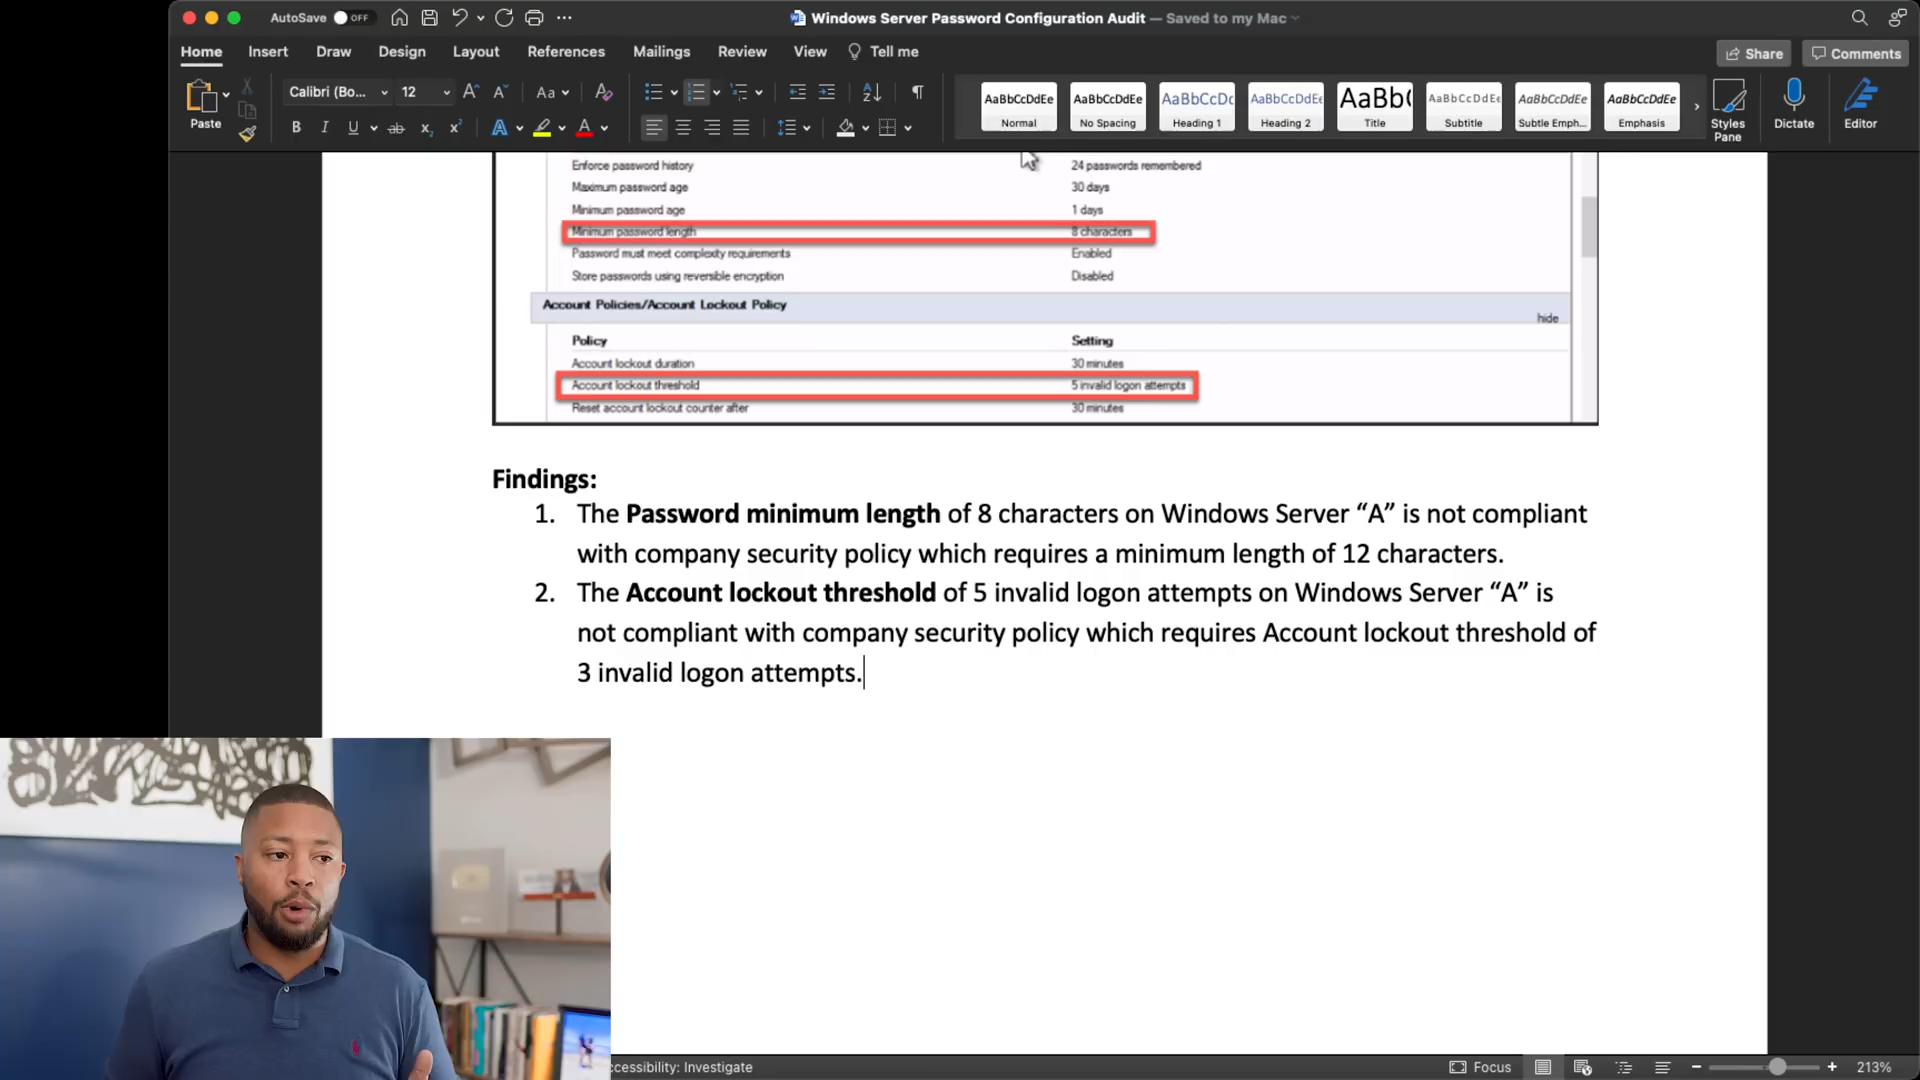 AutoSave OFF
Windows Server Password Configuration Audit — Saved to my Mac
Home Insert Draw Design Layout References Mailings Review View Tell me
Share Comments
Paste
Calibri (Bo... 12
Aa
AaBbCcDdEe AaBbCcDdEe AaBbCcDc AaBbCcDdEe AaBb( AaBbCcDdEe AaBbCcDdEe AaBbCcDdEe
Normal No Spacing Heading 1 Heading 2 Title Subtitle Subtle Emph... Emphasis
Styles Pane
Dictate
Editor
Enforce password history 24 passwords remembered
Maximum password age 30 days
Minimum password age 1 days
Minimum password length 8 characters
Password must meet complexity requirements Enabled
Store passwords using reversible encryption Disabled
Account Policies/Account Lockout Policy
hide
Policy Setting
Account lockout duration 30 minutes
Account lockout threshold 5 invalid logon attempts
Reset account lockout counter after 30 minutes
Findings:
1. The Password minimum length of 8 characters on Windows Server “A” is not compliant
with company security policy which requires a minimum length of 12 characters.
2. The Account lockout threshold of 5 invalid logon attempts on Windows Server “A” is
not compliant with company security policy which requires Account lockout threshold of
3 invalid logon attempts.
ccessibility: Investigate
Focus
213%